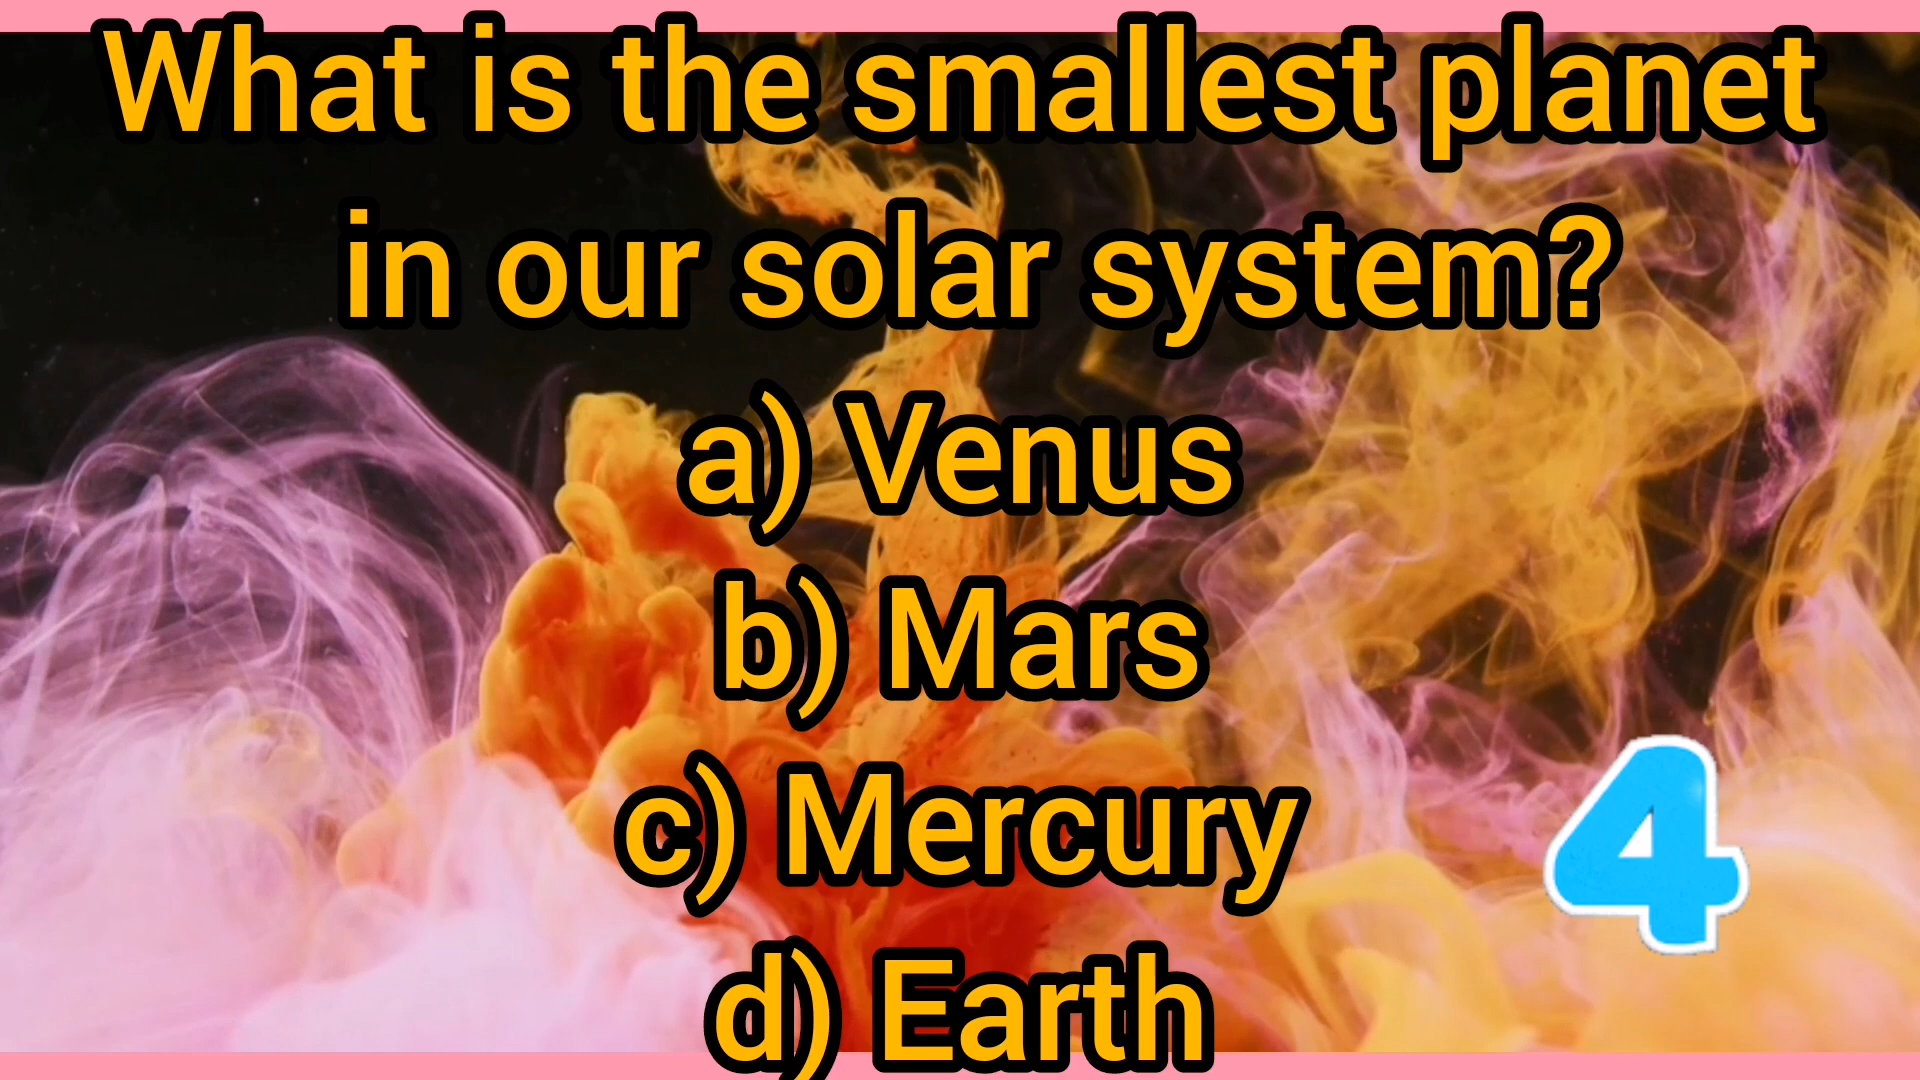 What is the smallest planet
in our solar system?
a) Venus
b) Mars
c) Mercury
4
d) Earth